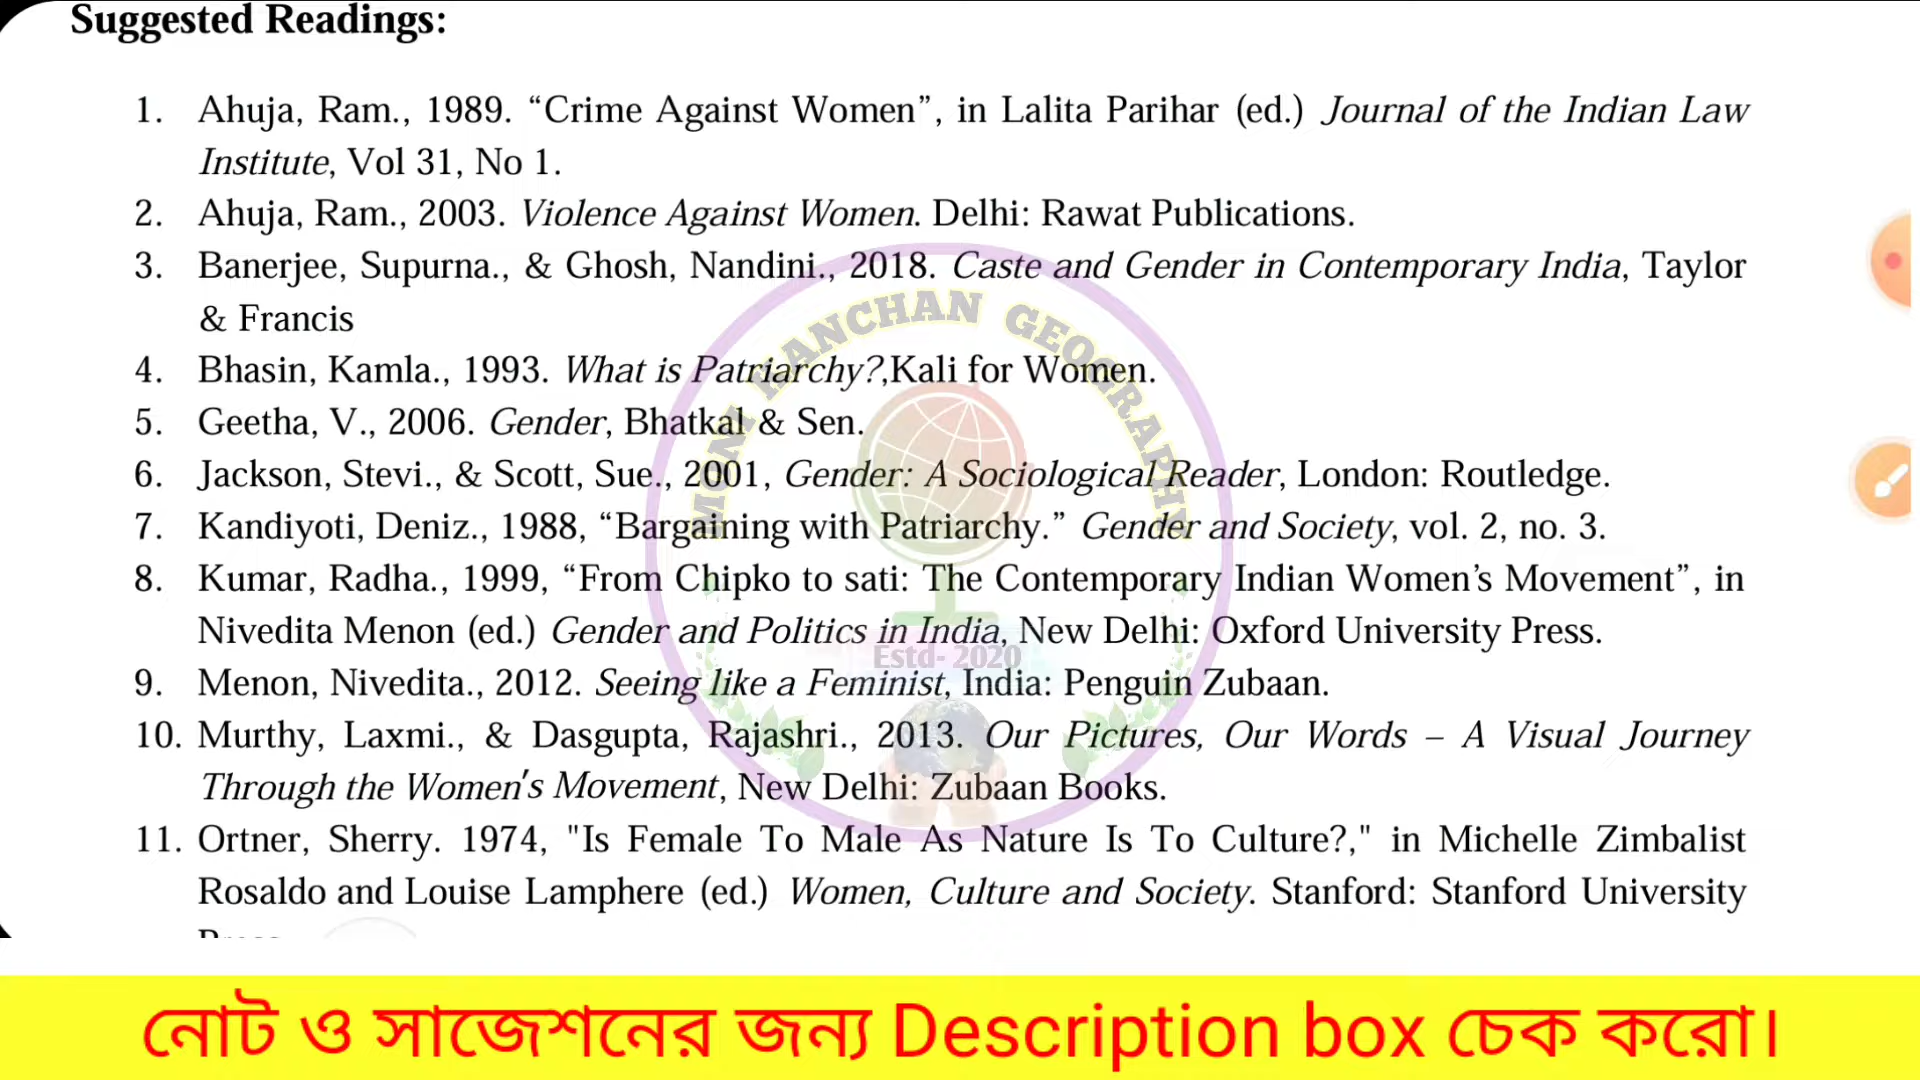 Suggested Readings:
1. Ahuja, Ram., 1989. “Crime Against Women”, in Lalita Parihar (ed.) Journal of the Indian Law
Institute, Vol 31, No 1.
2. Ahuja, Ram., 2003. Violence Against Women. Delhi: Rawat Publications.
3. Banerjee, Supurna., & Ghosh, Nandini., 2018. Caste and Gender in Contemporary India, Taylor
& Francis
4. Bhasin, Kamla., 1993. What is Patriarchy?,Kali for Women.
5. Geetha, V., 2006. Gender, Bhatkal & Sen.
6. Jackson, Stevi., & Scott, Sue., 2001, Gender: A Sociological Reader, London: Routledge.
7. Kandiyoti, Deniz., 1988, “Bargaining with Patriarchy.” Gender and Society, vol. 2, no. 3.
8. Kumar, Radha., 1999, “From Chipko to sati: The Contemporary Indian Women’s Movement”, in
Nivedita Menon (ed.) Gender and Politics in India, New Delhi: Oxford University Press.
9. Menon, Nivedita., 2012. Seeing like a Feminist, India: Penguin Zubaan.
10. Murthy, Laxmi., & Dasgupta, Rajashri., 2013. Our Pictures, Our Words – A Visual Journey
Through the Women's Movement, New Delhi: Zubaan Books.
11. Ortner, Sherry. 1974, "Is Female To Male As Nature Is To Culture?," in Michelle Zimbalist
Rosaldo and Louise Lamphere (ed.) Women, Culture and Society. Stanford: Stanford University
MONI KANCHAN GEOGRAPHY
Estd- 2020
নোট ও সাজেশনের জন্য Description box চেক করো।